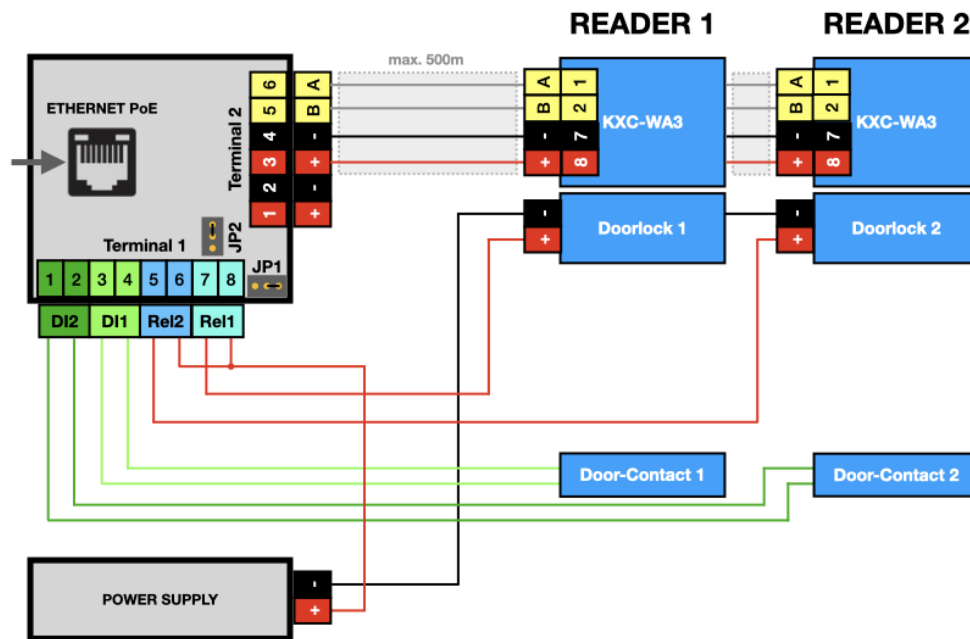 READER 1
READER 2
max. 500m
ETHERNET PoE
Terminal 2
6 A
5 B
4 -
3 +
2 -
1 +
A 1
B 2
- 7
+ 8
KXC-WA3
A 1
B 2
- 7
+ 8
KXC-WA3
-
+
Doorlock 1
-
+
Doorlock 2
JP2
Terminal 1
JP1
1 2 3 4 5 6 7 8
DI2 DI1 Rel2 Rel1
Door-Contact 1
Door-Contact 2
POWER SUPPLY
-
+